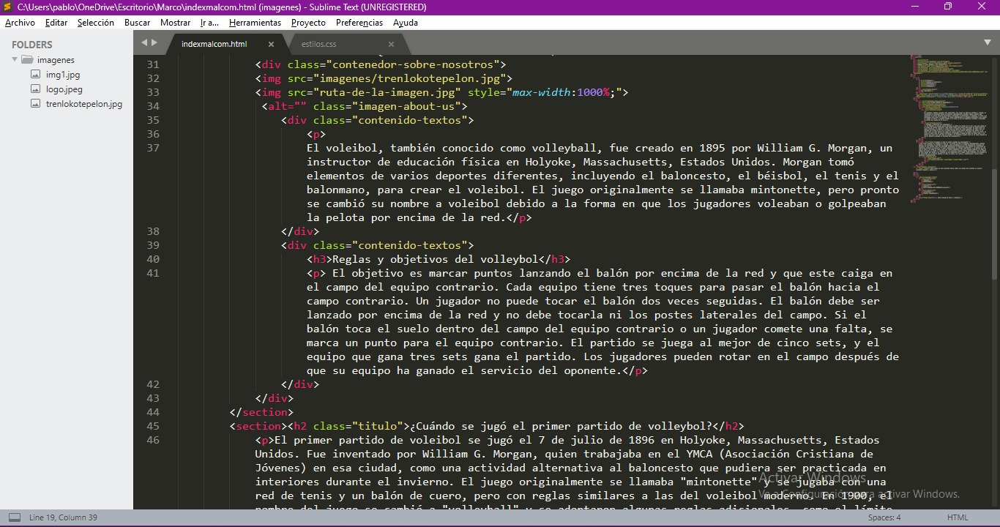 C:\Users\pablo\OneDrive\Escritorio\Marco\indexmalcom.html (imagenes) - Sublime Text (UNREGISTERED)
Archivo Editar Selección Buscar Mostrar Ir a... Herramientas Proyecto Preferencias Ayuda
FOLDERS
imagenes
img1.jpg
logo.jpeg
trenlokotepelon.jpg
indexmalcom.html
estilos.css
31 <div class="contenedor-sobre-nosotros">
32 <img src="imagenes/trenlokotepelon.jpg">
33 <img src="ruta-de-la-imagen.jpg" style="max-width:1000%;">
34 <alt="" class="imagen-about-us">
35 <div class="contenido-textos">
36 <p>
37 El voleibol, también conocido como volleyball, fue creado en 1895 por William G. Morgan, un
instructor de educación física en Holyoke, Massachusetts, Estados Unidos. Morgan tomó
elementos de varios deportes diferentes, incluyendo el baloncesto, el béisbol, el tenis y el
balonmano, para crear el voleibol. El juego originalmente se llamaba mintonette, pero pronto
se cambió su nombre a voleibol debido a la forma en que los jugadores voleaban o golpeaban
la pelota por encima de la red.</p>
38 </div>
39 <div class="contenido-textos">
40 <h3>Reglas y objetivos del volleybol</h3>
41 <p> El objetivo es marcar puntos lanzando el balón por encima de la red y que este caiga en
el campo del equipo contrario. Cada equipo tiene tres toques para pasar el balón hacia el
campo contrario. Un jugador no puede tocar el balón dos veces seguidas. El balón debe ser
lanzado por encima de la red y no debe tocarla ni los postes laterales del campo. Si el
balón toca el suelo dentro del campo del equipo contrario o un jugador comete una falta, se
marca un punto para el equipo contrario. El partido se juega al mejor de cinco sets, y el
equipo que gana tres sets gana el partido. Los jugadores pueden rotar en el campo después de
que su equipo ha ganado el servicio del oponente.</p>
42 </div>
43 </div>
44 </section>
45 <section><h2 class="titulo">¿Cuándo se jugó el primer partido de volleybol?</h2>
46 <p>El primer partido de voleibol se jugó el 7 de julio de 1896 en Holyoke, Massachusetts, Estados
Unidos. Fue inventado por William G. Morgan, quien trabajaba en el YMCA (Asociación Cristiana de
Jóvenes) en esa ciudad, como una actividad alternativa al baloncesto que pudiera ser practicada en
interiores durante el invierno. El juego originalmente se llamaba "mintonette" y se jugaba con una
red de tenis y un balón de cuero, pero con reglas similares a las del voleibol moderno. En 1900, el
Activar Windows
Ve a Configuración para activar Windows.
Line 19, Column 39
Spaces: 4
HTML